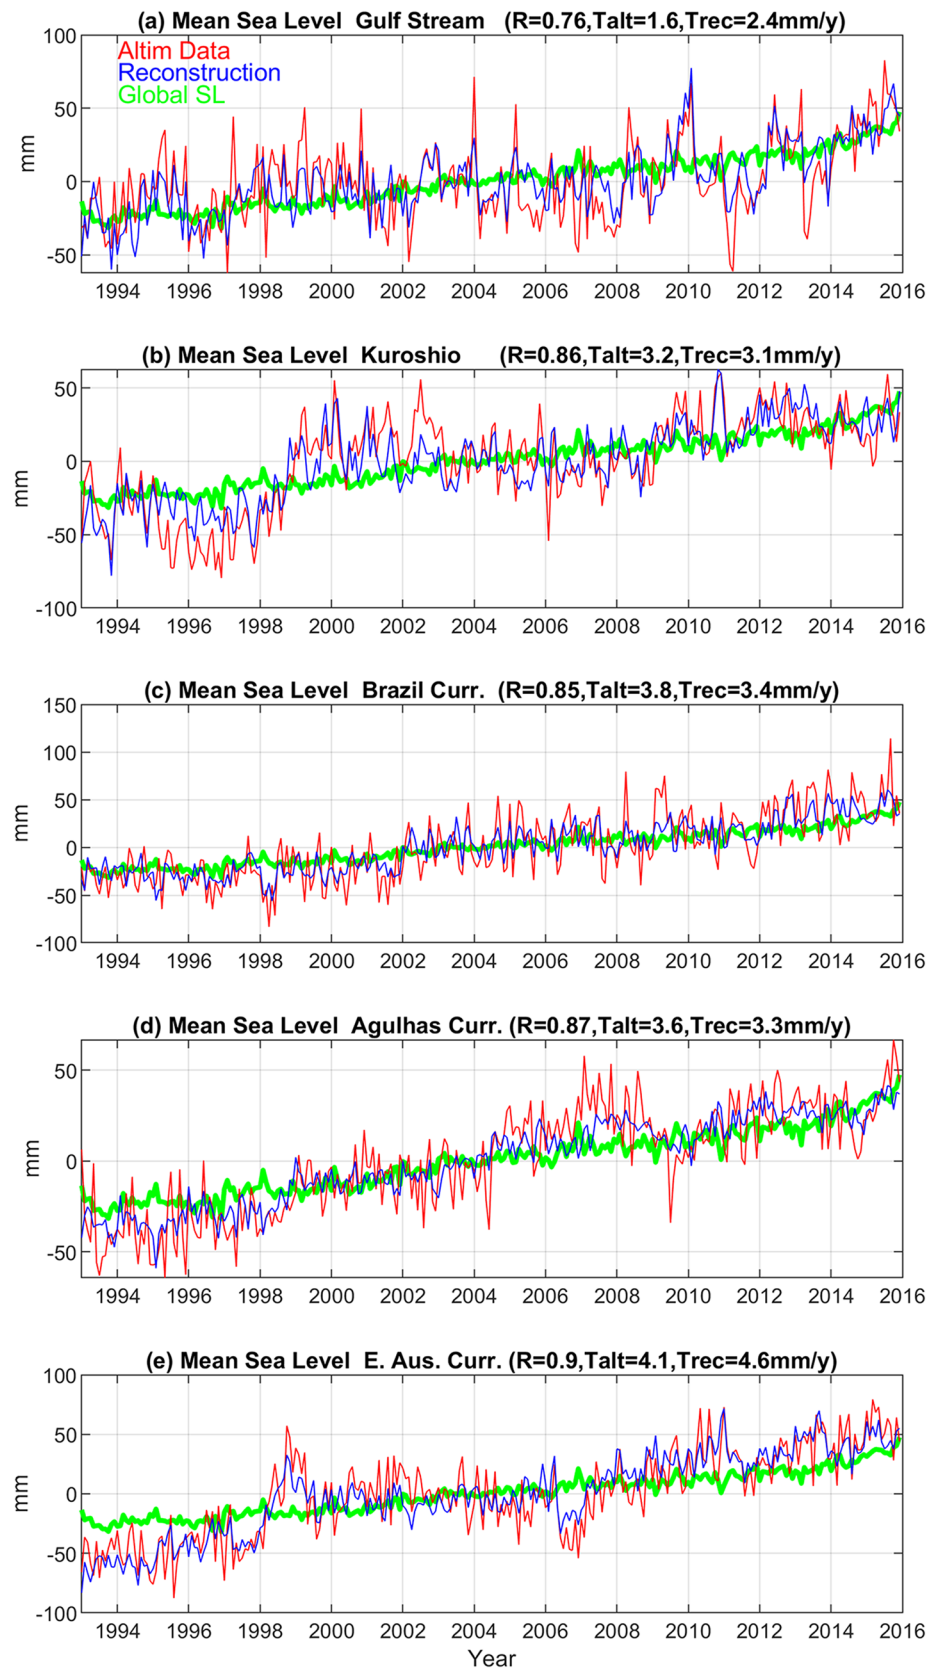 (a) Mean Sea Level Gulf Stream (R=0.76,Talt=1.6,Trec=2.4mm/y)
100
Altim Data
Reconstruction
Global SL
50
mm
0
-50
1994 1996 1998 2000 2002 2004 2006 2008 2010 2012 2014 2016
(b) Mean Sea Level Kuroshio (R=0.86,Talt=3.2,Trec=3.1mm/y)
50
0
mm
-50
-100
1994 1996 1998 2000 2002 2004 2006 2008 2010 2012 2014 2016
(c) Mean Sea Level Brazil Curr. (R=0.85,Talt=3.8,Trec=3.4mm/y)
150
100
50
mm
0
-50
-100
1994 1996 1998 2000 2002 2004 2006 2008 2010 2012 2014 2016
(d) Mean Sea Level Agulhas Curr. (R=0.87,Talt=3.6,Trec=3.3mm/y)
50
mm
0
-50
1994 1996 1998 2000 2002 2004 2006 2008 2010 2012 2014 2016
(e) Mean Sea Level E. Aus. Curr. (R=0.9,Talt=4.1,Trec=4.6mm/y)
100
50
mm
0
-50
-100
1994 1996 1998 2000 2002 2004 2006 2008 2010 2012 2014 2016
Year